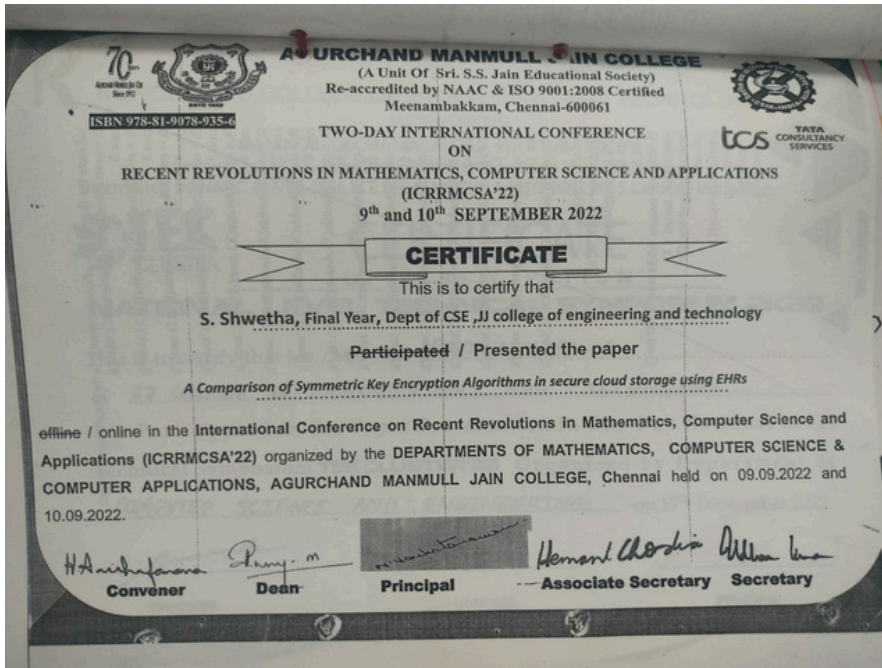 70
AGURCHAND MANMULL JAIN COLLEGE
(A Unit Of Sri. S.S. Jain Educational Society)
Re-accredited by NAAC & ISO 9001:2008 Certified
Meenambakkam, Chennai-600061
ISBN 978-81-9078-935-6
tcs TATA
CONSULTANCY
SERVICES
TWO-DAY INTERNATIONAL CONFERENCE
ON
RECENT REVOLUTIONS IN MATHEMATICS, COMPUTER SCIENCE AND APPLICATIONS
(ICRRMCSA'22)
9th and 10th SEPTEMBER 2022
CERTIFICATE
This is to certify that
S. Shwetha, Final Year, Dept of CSE ,JJ college of engineering and technology
Participated / Presented the paper
A Comparison of Symmetric Key Encryption Algorithms in secure cloud storage using EHRs
offline / online in the International Conference on Recent Revolutions in Mathematics, Computer Science and
Applications (ICRRMCSA'22) organized by the DEPARTMENTS OF MATHEMATICS, COMPUTER SCIENCE &
COMPUTER APPLICATIONS, AGURCHAND MANMULL JAIN COLLEGE, Chennai held on 09.09.2022 and
10.09.2022.
Convener Dean Principal Associate Secretary Secretary